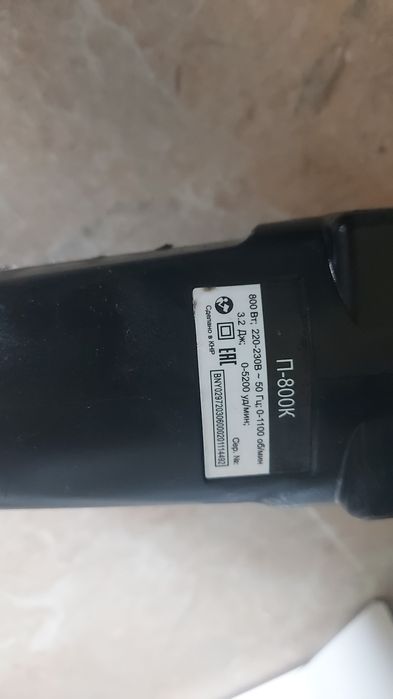 П-800К
800 Вт; 220-230В ~ 50 Гц; 0-1100 об/мин
3.2 Дж; 0-5200 уд/мин;
Сер. №:
EAC
BNY029720306000201114492
Сделано в КНР